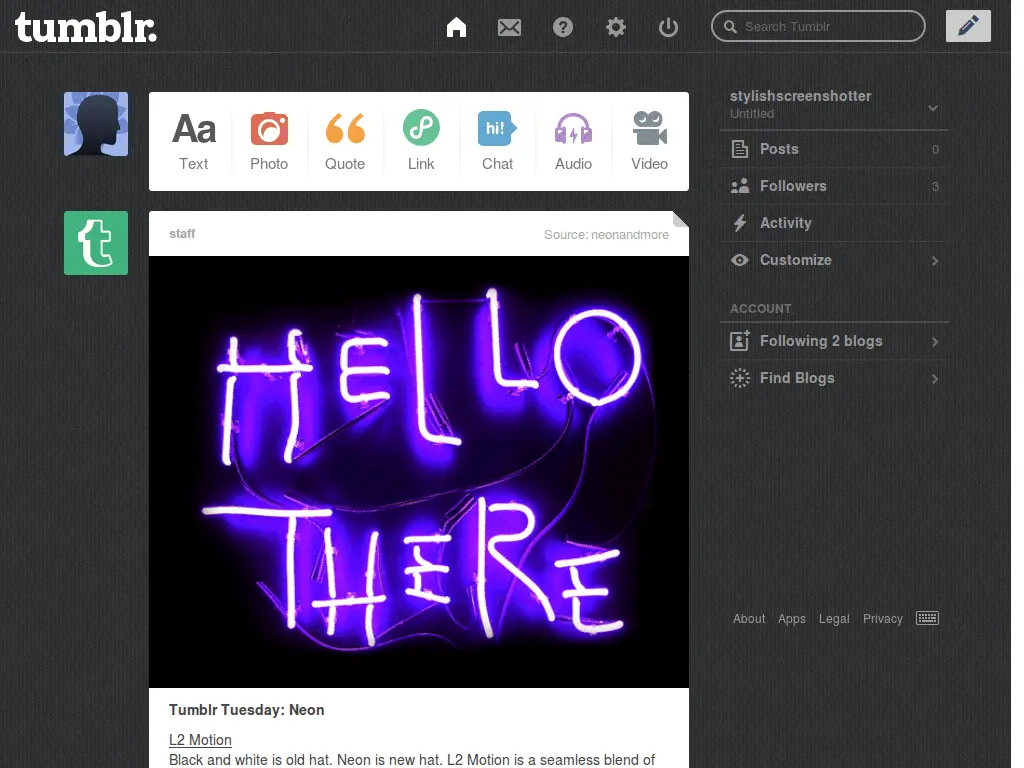 tumblr.
Search Tumblr
Aa
hi!
Text
Photo
Quote
Link
Chat
Audio
Video
staff
Source: neonandmore
HELLO
THERE
Tumblr Tuesday: Neon
L2 Motion
Black and white is old hat. Neon is new hat. L2 Motion is a seamless blend of
stylishscreenshotter
Untitled
Posts 0
Followers 3
Activity
Customize
ACCOUNT
Following 2 blogs
Find Blogs
About Apps Legal Privacy